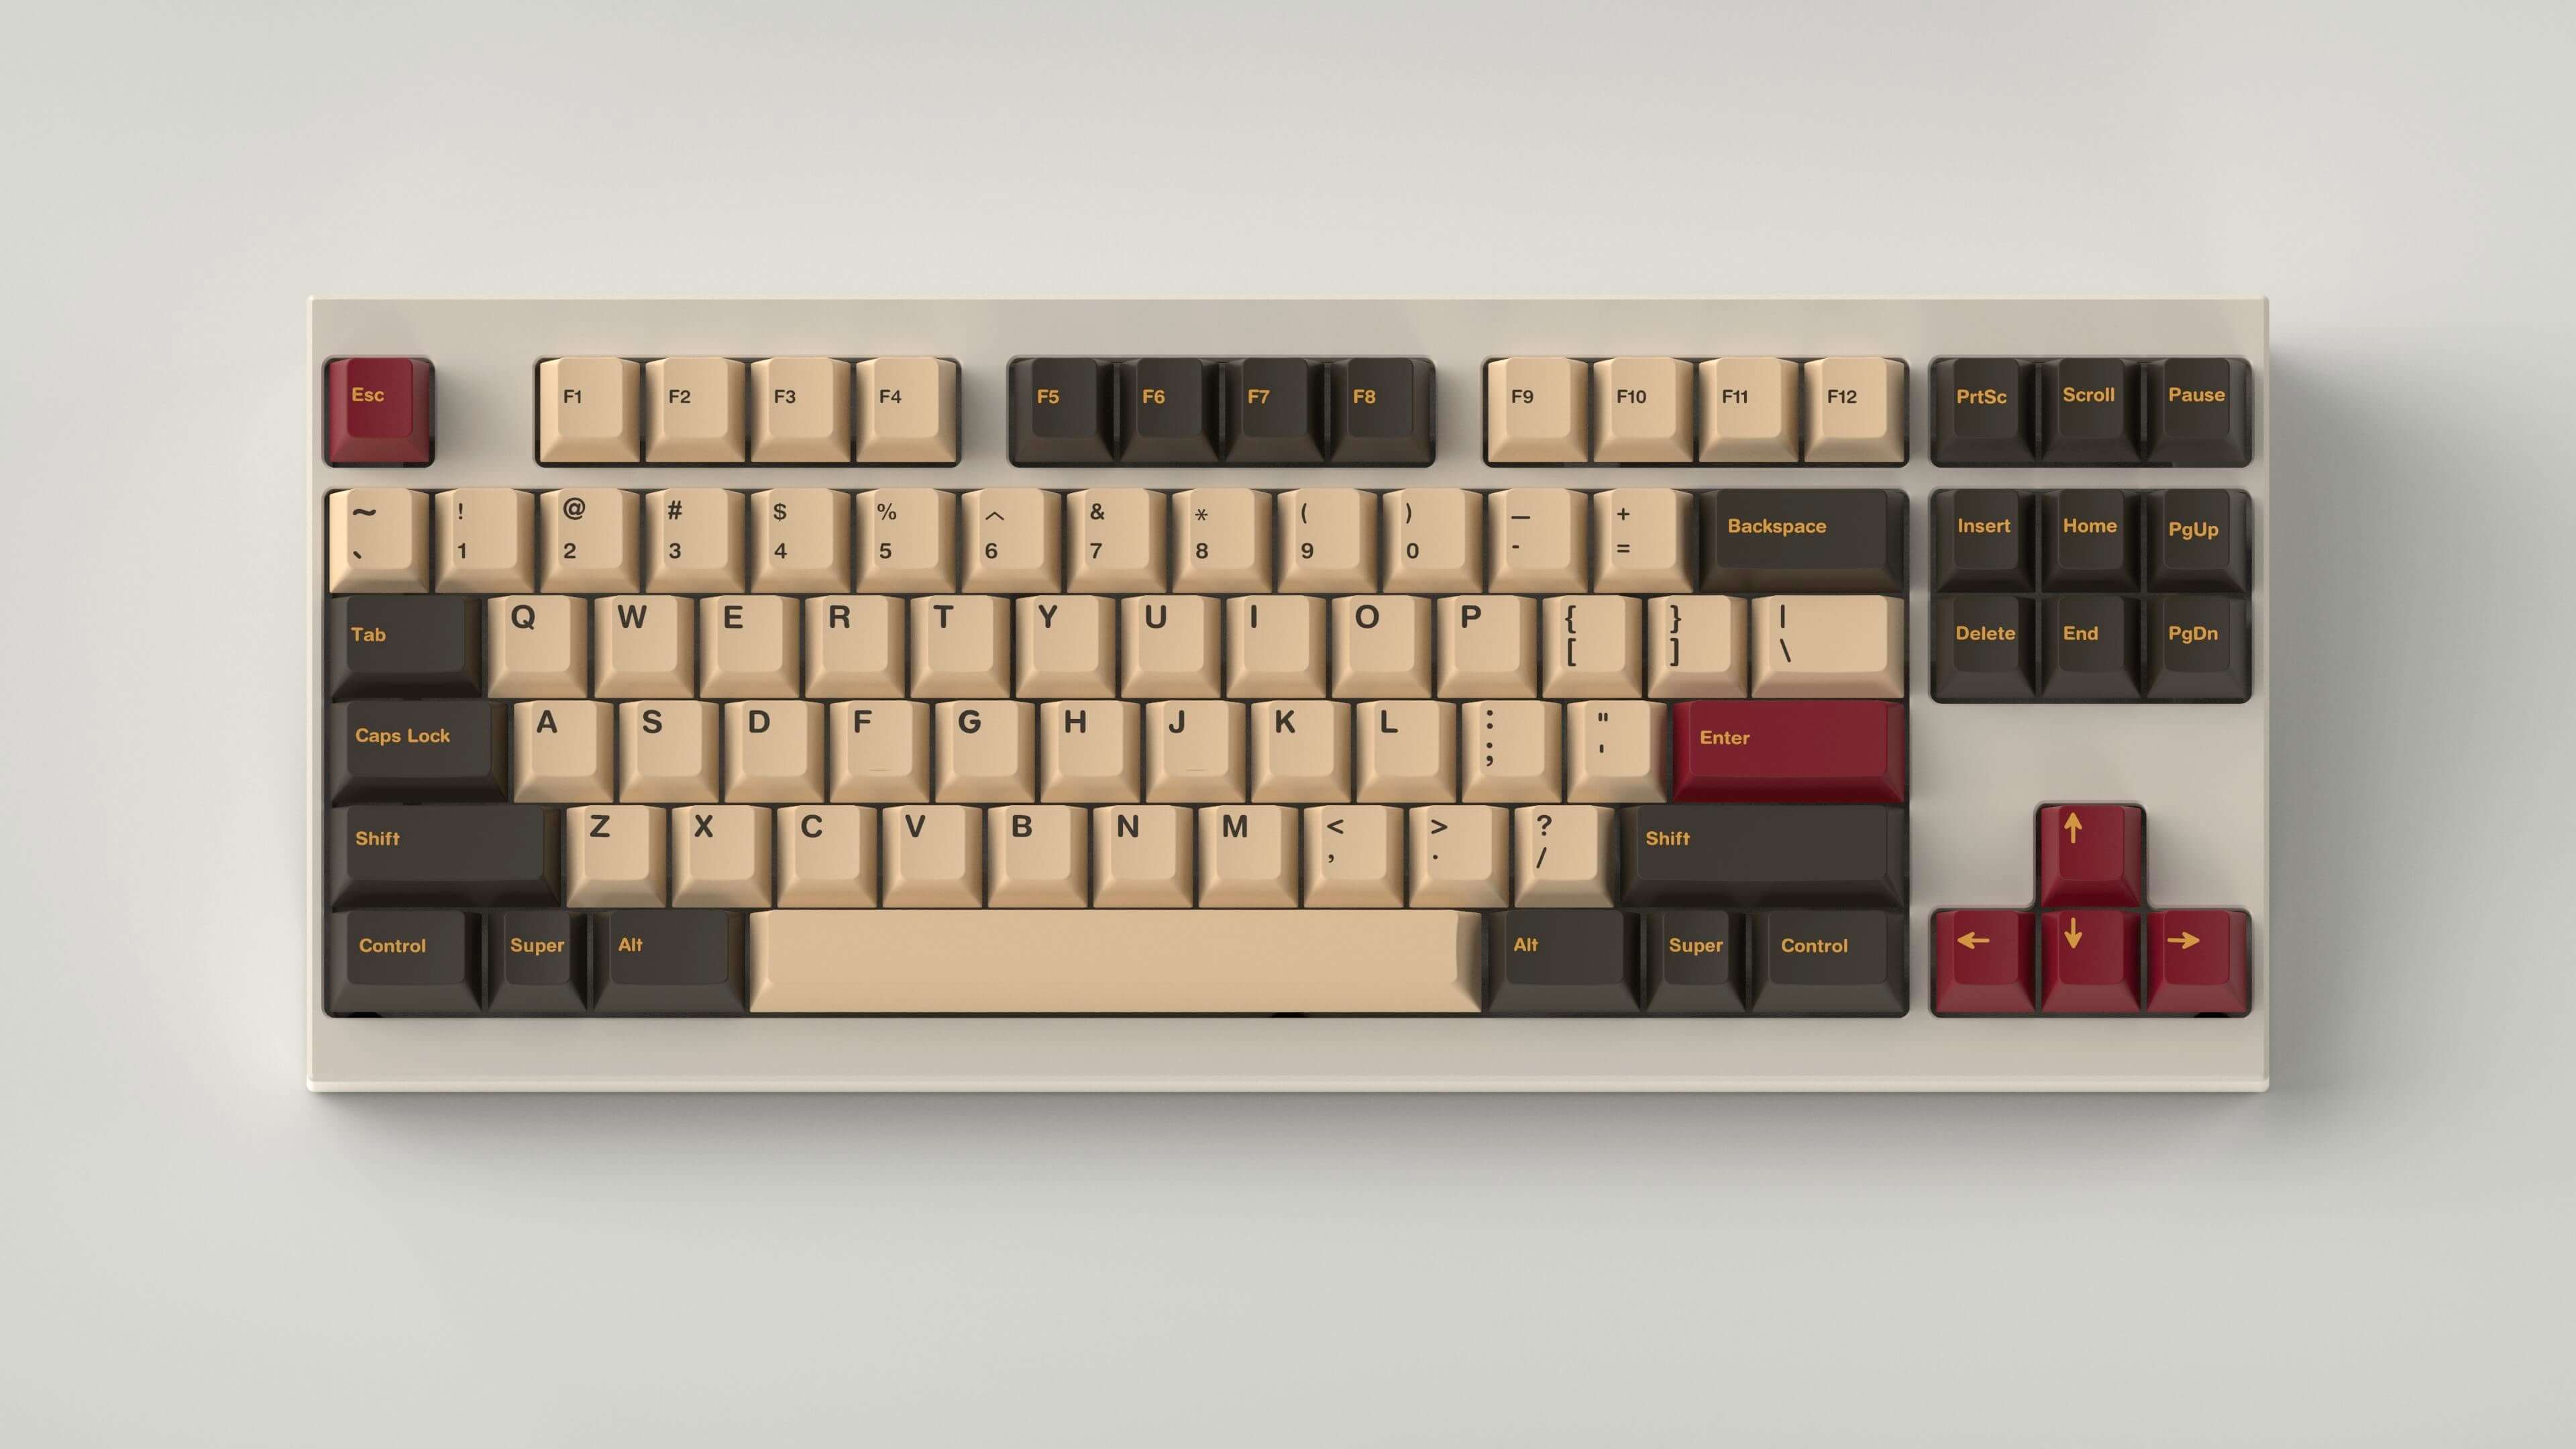 Esc F1 F2 F3 F4 F5 F6 F7 F8 F9 F10 F11 F12 PrtSc Scroll Pause
~ ! @ # $ % ^ & * ( ) _ + Backspace Insert Home PgUp
` 1 2 3 4 5 6 7 8 9 0 - =
Tab Q W E R T Y U I O P { } | Delete End PgDn
[ ] \
Caps Lock A S D F G H J K L : " Enter
; '
Shift Z X C V B N M < > ? Shift ↑
, . /
Control Super Alt Alt Super Control ← ↓ →